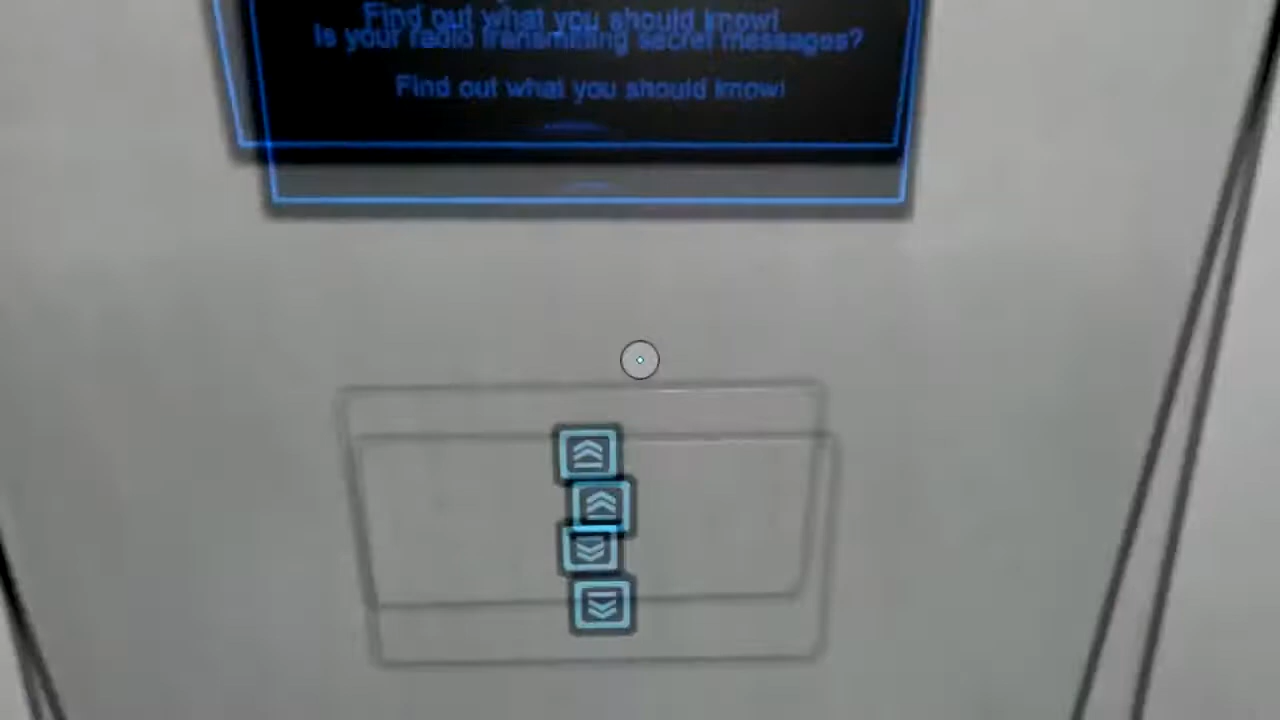 Find out what you should know!
Is your radio transmitting secret messages?
Find out what you should know!